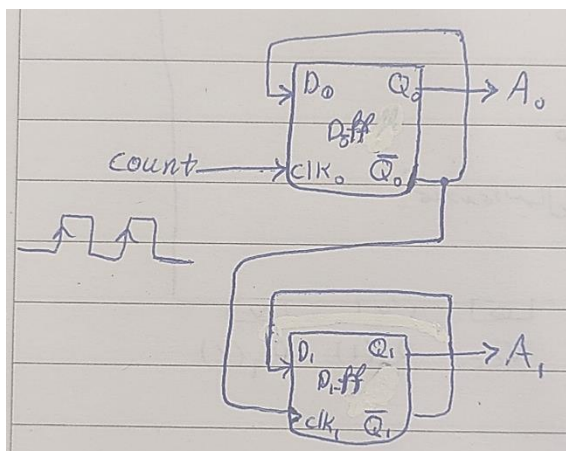 D₀ Q₀ A₀
D₀ff
count clk₀ Q̅₀
D₁ Q₁ A₁
D₁ff
clk₁ Q̅₁